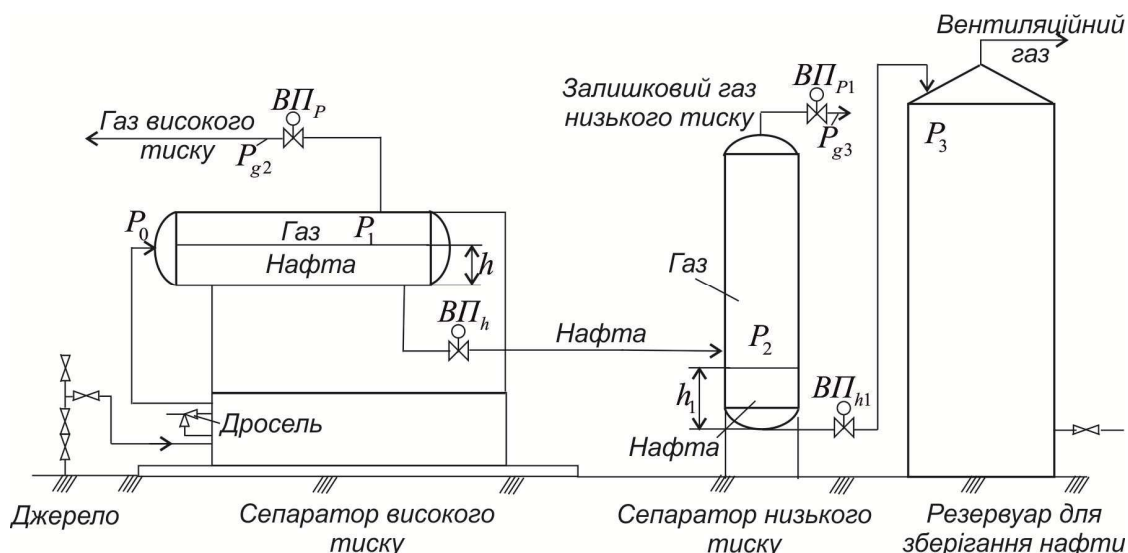 Вентиляційний
газ
ВП_P1
Залишковий газ
низького тиску
P_g3
ВП_P
Газ високого
тиску
P_g2
P_3
P_0
Газ
P_1
Нафта
h
Газ
ВП_h
Нафта
P_2
h_1
ВП_h1
Дросель
Нафта
Джерело
Сепаратор високого
тиску
Сепаратор низького
тиску
Резервуар для
зберігання нафти